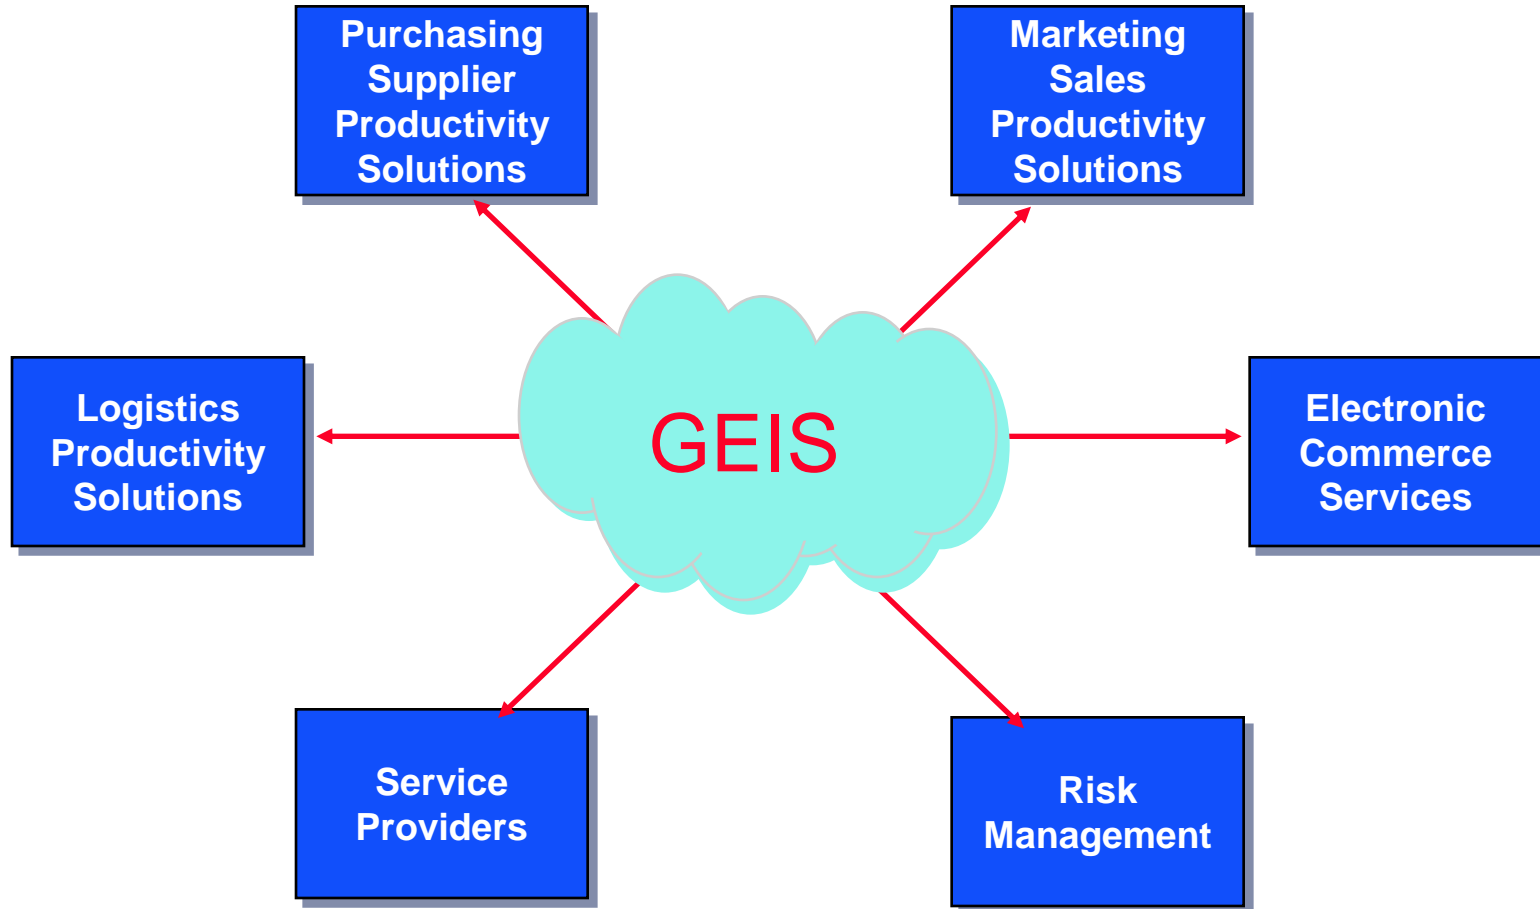 Purchasing
Supplier
Productivity
Solutions
Marketing
Sales
Productivity
Solutions
Logistics
Productivity
Solutions
GEIS
Electronic
Commerce
Services
Service
Providers
Risk
Management